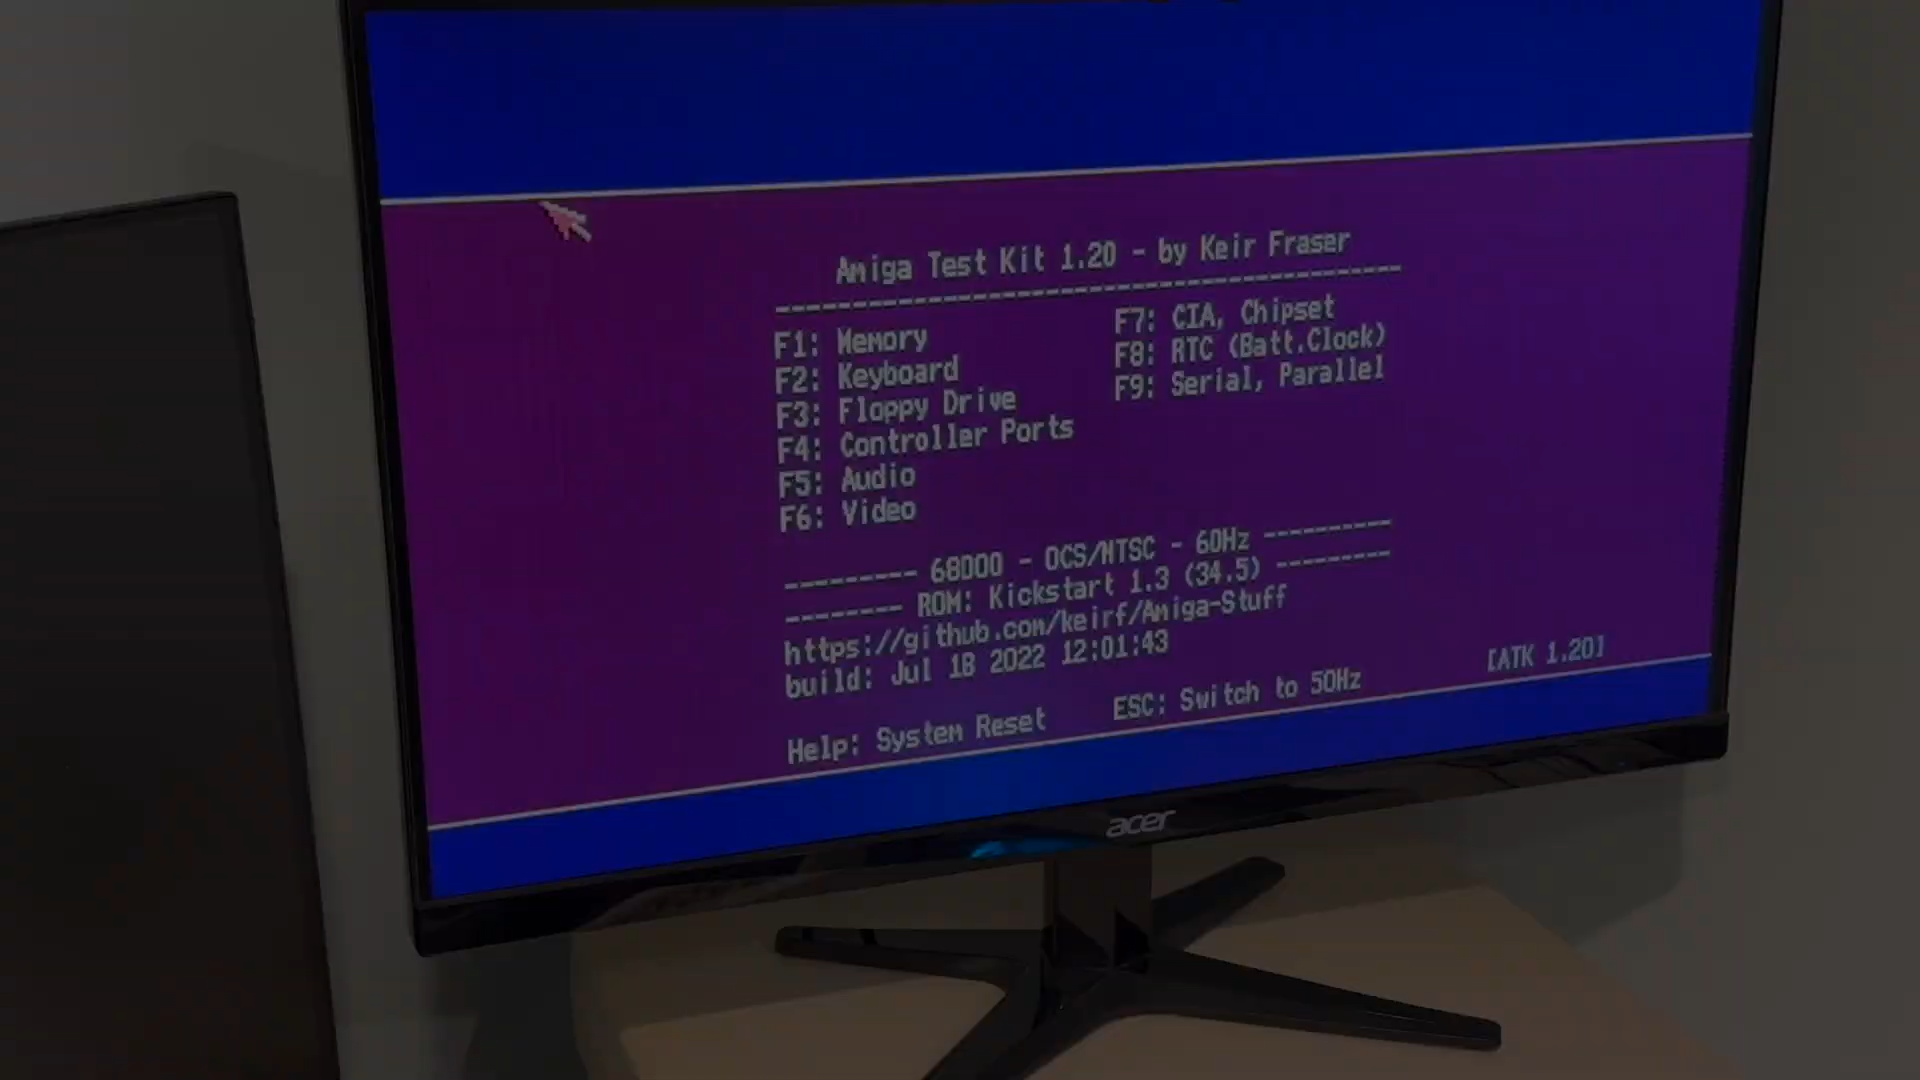 Amiga Test Kit 1.20 - by Keir Fraser
F1: Memory
F2: Keyboard
F3: Floppy Drive
F4: Controller Ports
F5: Audio
F6: Video
F7: CIA, Chipset
F8: RTC (Batt.Clock)
F9: Serial, Parallel
--------- 68000 - OCS/NTSC - 60Hz ---------
-------- ROM: Kickstart 1.3 (34.5) --------
https://github.com/keirf/Amiga-Stuff
build: Jul 18 2022 12:01:43
Help: System Reset
ESC: Switch to 50Hz
[ATK 1.20]
acer